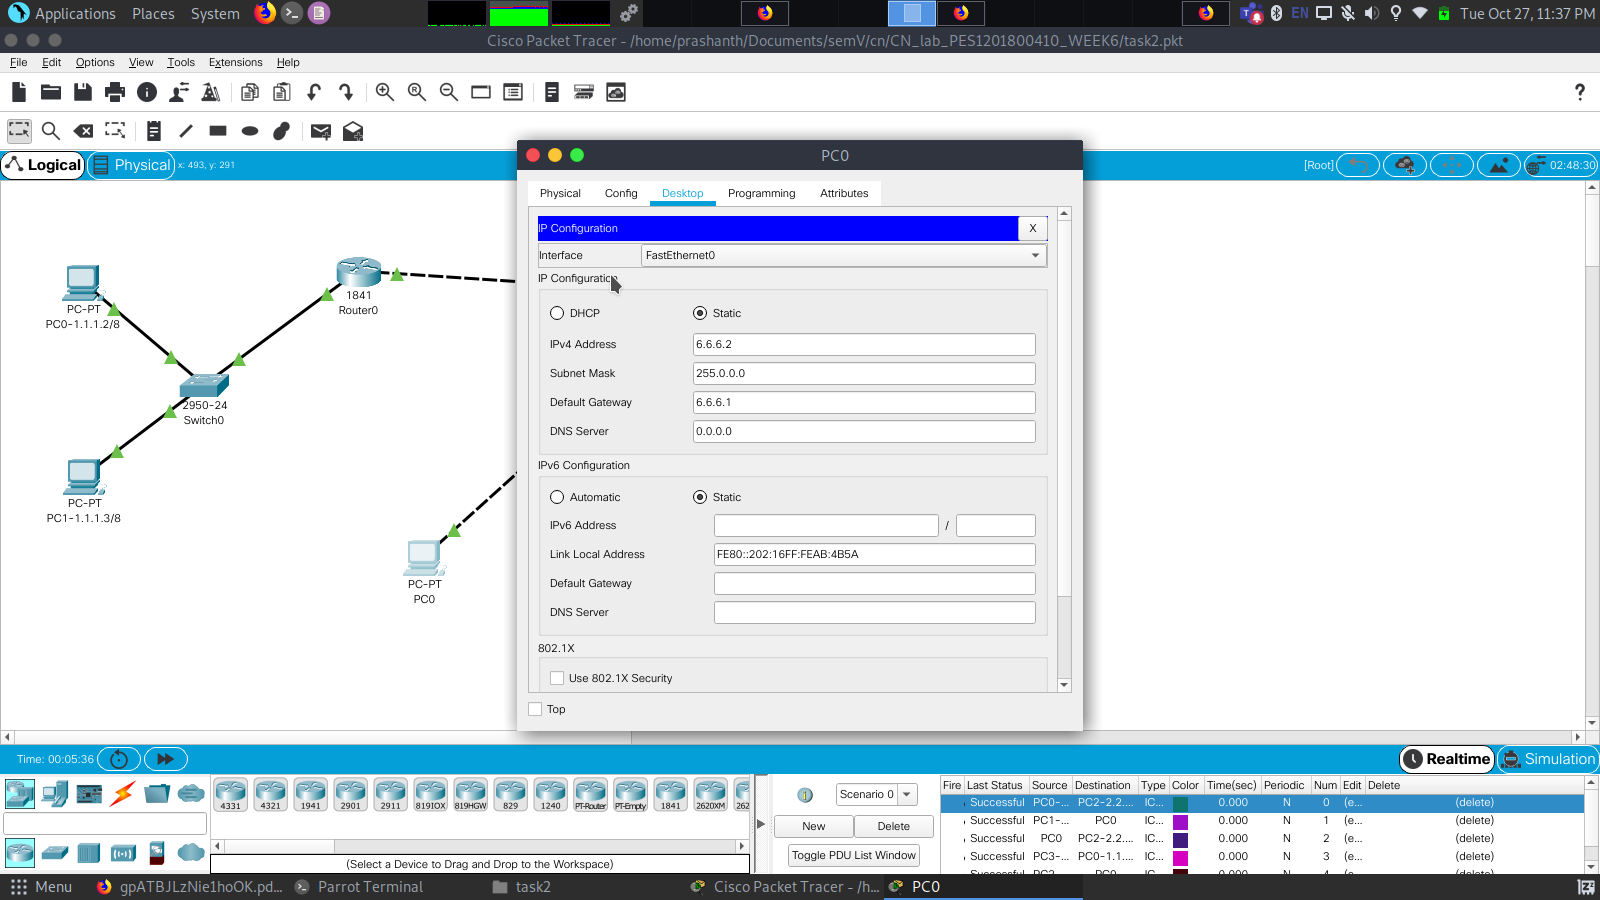 Applications Places System EN Tue Oct 27, 11:37 PM
Cisco Packet Tracer - /home/prashanth/Documents/semV/cn/CN_lab_PES1201800410_WEEK6/task2.pkt
File Edit Options View Tools Extensions Help
?
Logical Physical x: 493, y: 291 [Root] 02:48:30
PC0
Physical Config Desktop Programming Attributes
IP Configuration X
Interface FastEthernet0
IP Configuration
DHCP Static
IPv4 Address 6.6.6.2
Subnet Mask 255.0.0.0
Default Gateway 6.6.6.1
DNS Server 0.0.0.0
IPv6 Configuration
Automatic Static
IPv6 Address /
Link Local Address FE80::202:16FF:FEAB:4B5A
Default Gateway
DNS Server
802.1X
Use 802.1X Security
Top
PC-PT
PC0-1.1.1.2/8
1841
Router0
2950-24
Switch0
PC-PT
PC1-1.1.1.3/8
PC-PT
PC0
Time: 00:05:36 Realtime Simulation
4331 4321 1941 2901 2911 819IOX 819HGW 829 1240 PT-Router PT-Empty 1841 2620XM 262
(Select a Device to Drag and Drop to the Workspace)
Scenario 0
New Delete
Toggle PDU List Window
Fire Last Status Source Destination Type Color Time(sec) Periodic Num Edit Delete
Successful PC0-... PC2-2.2.... IC... 0.000 N 0 (e... (delete)
Successful PC1-... PC0 IC... 0.000 N 1 (e... (delete)
Successful PC0 PC2-2.2.... IC... 0.000 N 2 (e... (delete)
Successful PC3-... PC0-1.1.... IC... 0.000 N 3 (e... (delete)
Menu gpATBJLzNie1hoOK.pd... Parrot Terminal task2 Cisco Packet Tracer - /h... PC0